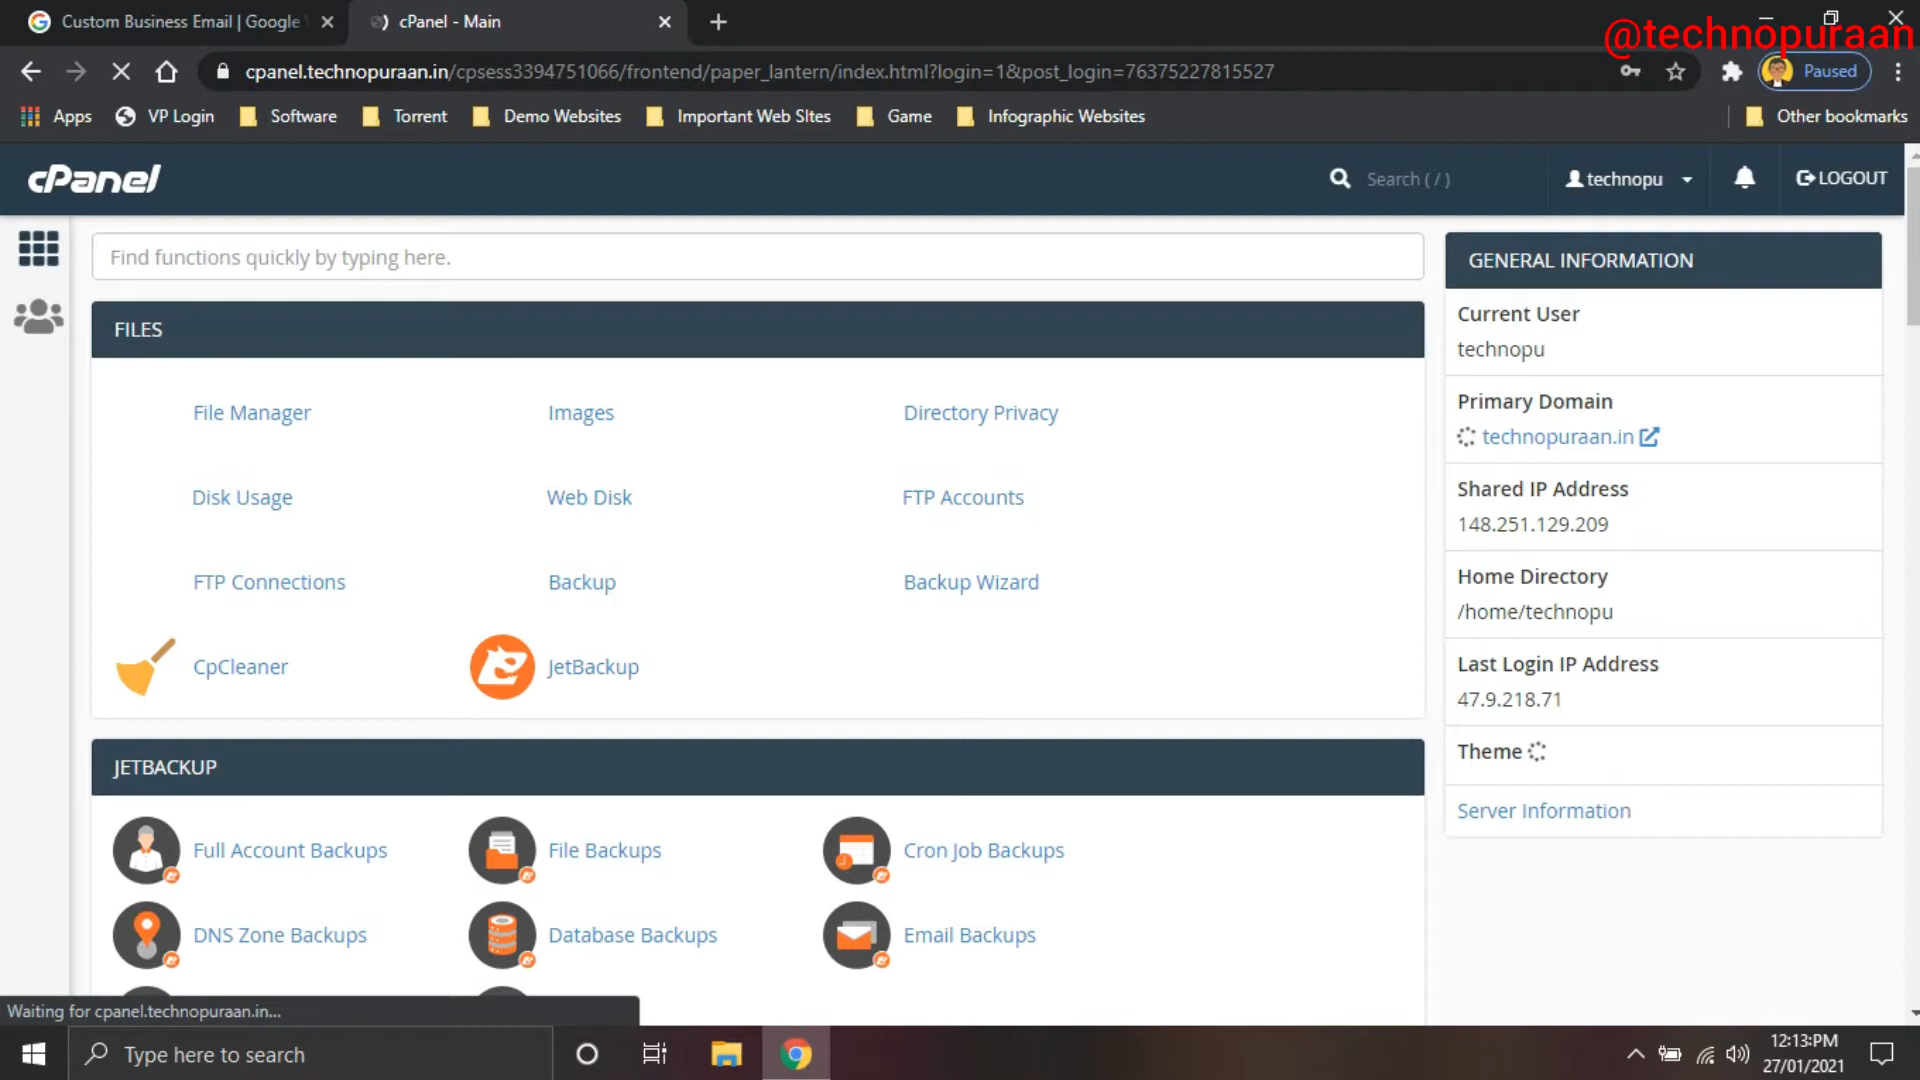 Custom Business Email | Google
cPanel - Main
@technopuraan
cpanel.technopuraan.in/cpsess3394751066/frontend/paper_lantern/index.html?login=1&post_login=76375227815527
Paused
Apps
VP Login
Software
Torrent
Demo Websites
Important Web SItes
Game
Infographic Websites
Other bookmarks
cPanel
Search ( / )
technopu
LOGOUT
Find functions quickly by typing here.
GENERAL INFORMATION
FILES
Current User
technopu
File Manager
Images
Directory Privacy
Primary Domain
technopuraan.in
Disk Usage
Web Disk
FTP Accounts
Shared IP Address
148.251.129.209
FTP Connections
Backup
Backup Wizard
Home Directory
/home/technopu
CpCleaner
JetBackup
Last Login IP Address
47.9.218.71
JETBACKUP
Theme
Server Information
Full Account Backups
File Backups
Cron Job Backups
DNS Zone Backups
Database Backups
Email Backups
Waiting for cpanel.technopuraan.in...
Type here to search
12:13:PM
27/01/2021